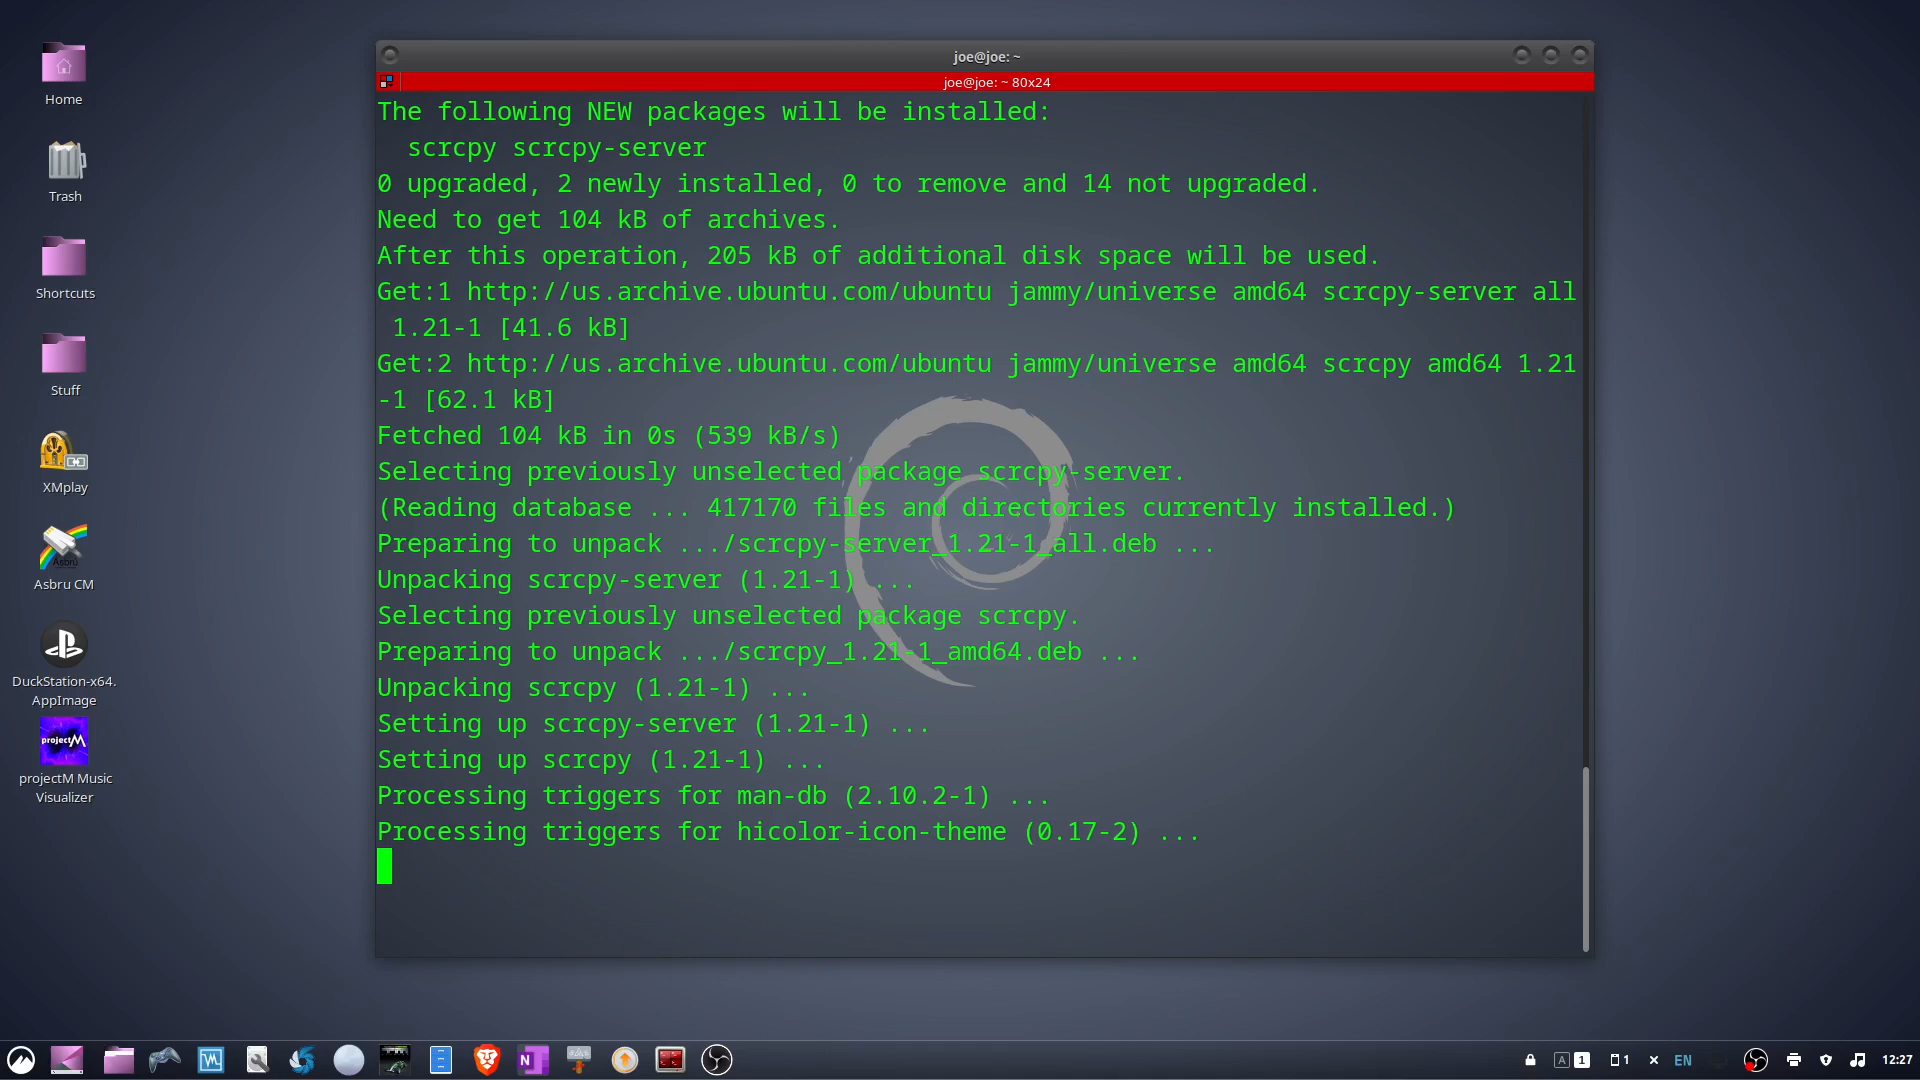 joe@joe: ~
joe@joe: ~ 80x24
The following NEW packages will be installed:
  scrcpy scrcpy-server
0 upgraded, 2 newly installed, 0 to remove and 14 not upgraded.
Need to get 104 kB of archives.
After this operation, 205 kB of additional disk space will be used.
Get:1 http://us.archive.ubuntu.com/ubuntu jammy/universe amd64 scrcpy-server all
 1.21-1 [41.6 kB]
Get:2 http://us.archive.ubuntu.com/ubuntu jammy/universe amd64 scrcpy amd64 1.21
-1 [62.1 kB]
Fetched 104 kB in 0s (539 kB/s)
Selecting previously unselected package scrcpy-server.
(Reading database ... 417170 files and directories currently installed.)
Preparing to unpack .../scrcpy-server_1.21-1_all.deb ...
Unpacking scrcpy-server (1.21-1) ...
Selecting previously unselected package scrcpy.
Preparing to unpack .../scrcpy_1.21-1_amd64.deb ...
Unpacking scrcpy (1.21-1) ...
Setting up scrcpy-server (1.21-1) ...
Setting up scrcpy (1.21-1) ...
Processing triggers for man-db (2.10.2-1) ...
Processing triggers for hicolor-icon-theme (0.17-2) ...
Home
Trash
Shortcuts
Stuff
XMplay
Asbru
Asbru CM
DuckStation-x64.
AppImage
projectM
projectM Music
Visualizer
N
A 1
1
EN
12:27